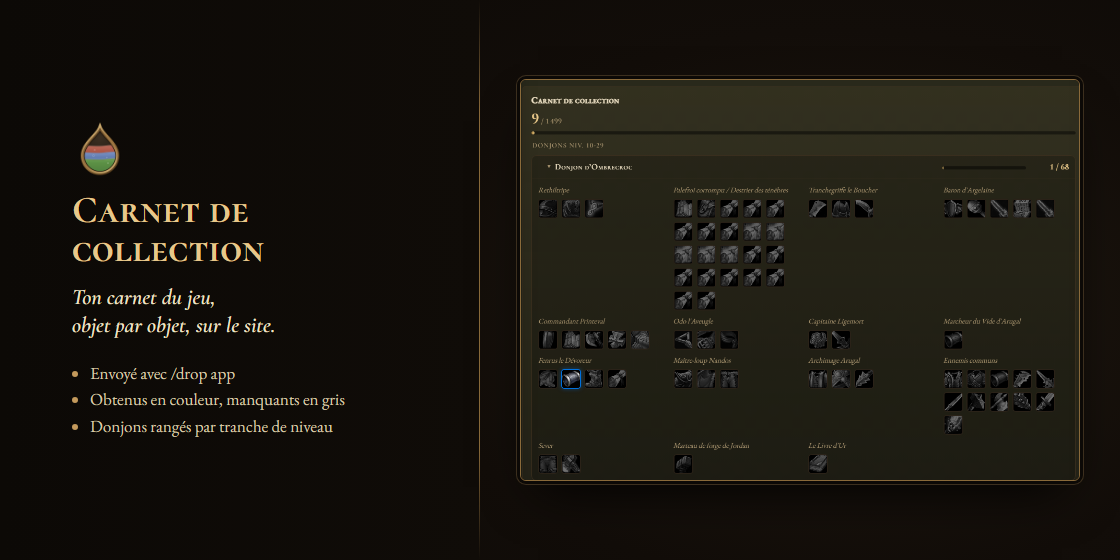 Carnet de
collection
Ton carnet du jeu,
objet par objet, sur le site.
Envoyé avec /drop app
Obtenus en couleur, manquants en gris
Donjons rangés par tranche de niveau
Carnet de collection
9 / 1 499
DONJONS NIV. 10-29
Donjon d'Ombrecroc 1 / 68
Rethiltripe
Palefroi corrompu / Destrier des ténèbres
Tranchegriffe le Boucher
Baron d'Argelaine
Commandant Printeval
Odo l'Aveugle
Capitaine Ligemort
Marcheur du Vide d'Arugal
Fenrus le Dévoreur
Maître-loup Nandos
Archimage Arugal
Ennemis communs
Sever
Marteau de forge de Jordan
Le Livre d'Ur